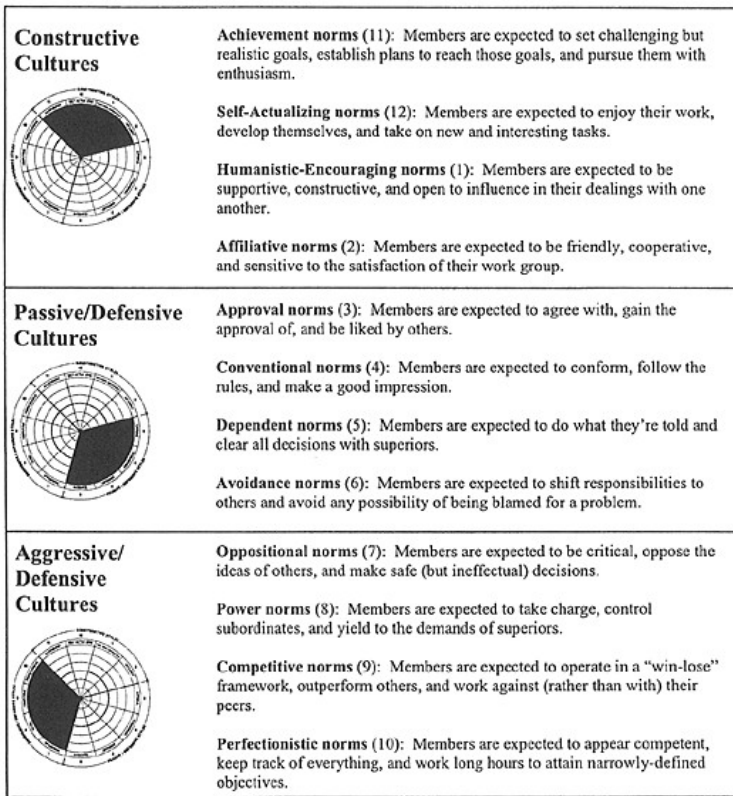 Constructive
Cultures
Achievement norms (11): Members are expected to set challenging but
realistic goals, establish plans to reach those goals, and pursue them with
enthusiasm.
Self-Actualizing norms (12): Members are expected to enjoy their work,
develop themselves, and take on new and interesting tasks.
Humanistic-Encouraging norms (1): Members are expected to be
supportive, constructive, and open to influence in their dealings with one
another.
Affiliative norms (2): Members are expected to be friendly, cooperative,
and sensitive to the satisfaction of their work group.
Passive/Defensive
Cultures
Approval norms (3): Members are expected to agree with, gain the
approval of, and be liked by others.
Conventional norms (4): Members are expected to conform, follow the
rules, and make a good impression.
Dependent norms (5): Members are expected to do what they're told and
clear all decisions with superiors.
Avoidance norms (6): Members are expected to shift responsibilities to
others and avoid any possibility of being blamed for a problem.
Aggressive/
Defensive
Cultures
Oppositional norms (7): Members are expected to be critical, oppose the
ideas of others, and make safe (but ineffectual) decisions.
Power norms (8): Members are expected to take charge, control
subordinates, and yield to the demands of superiors.
Competitive norms (9): Members are expected to operate in a “win-lose”
framework, outperform others, and work against (rather than with) their
peers.
Perfectionistic norms (10): Members are expected to appear competent,
keep track of everything, and work long hours to attain narrowly-defined
objectives.